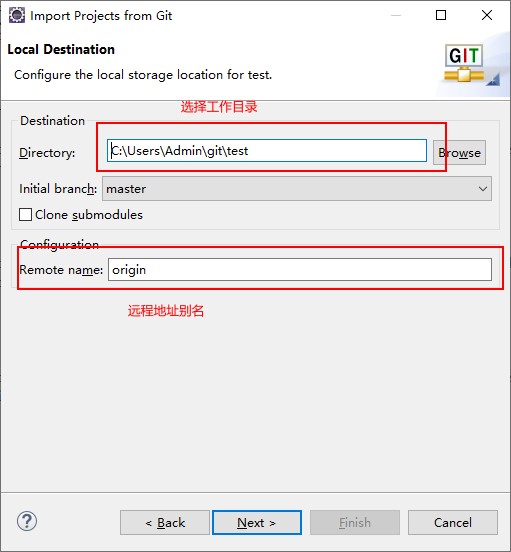 Import Projects from Git
Local Destination
Configure the local storage location for test.
GIT
选择工作目录
Destination
Directory:
C:\Users\Admin\git\test
Browse
Initial branch:
master
Clone submodules
Configuration
Remote name:
origin
远程地址别名
?
< Back
Next >
Finish
Cancel